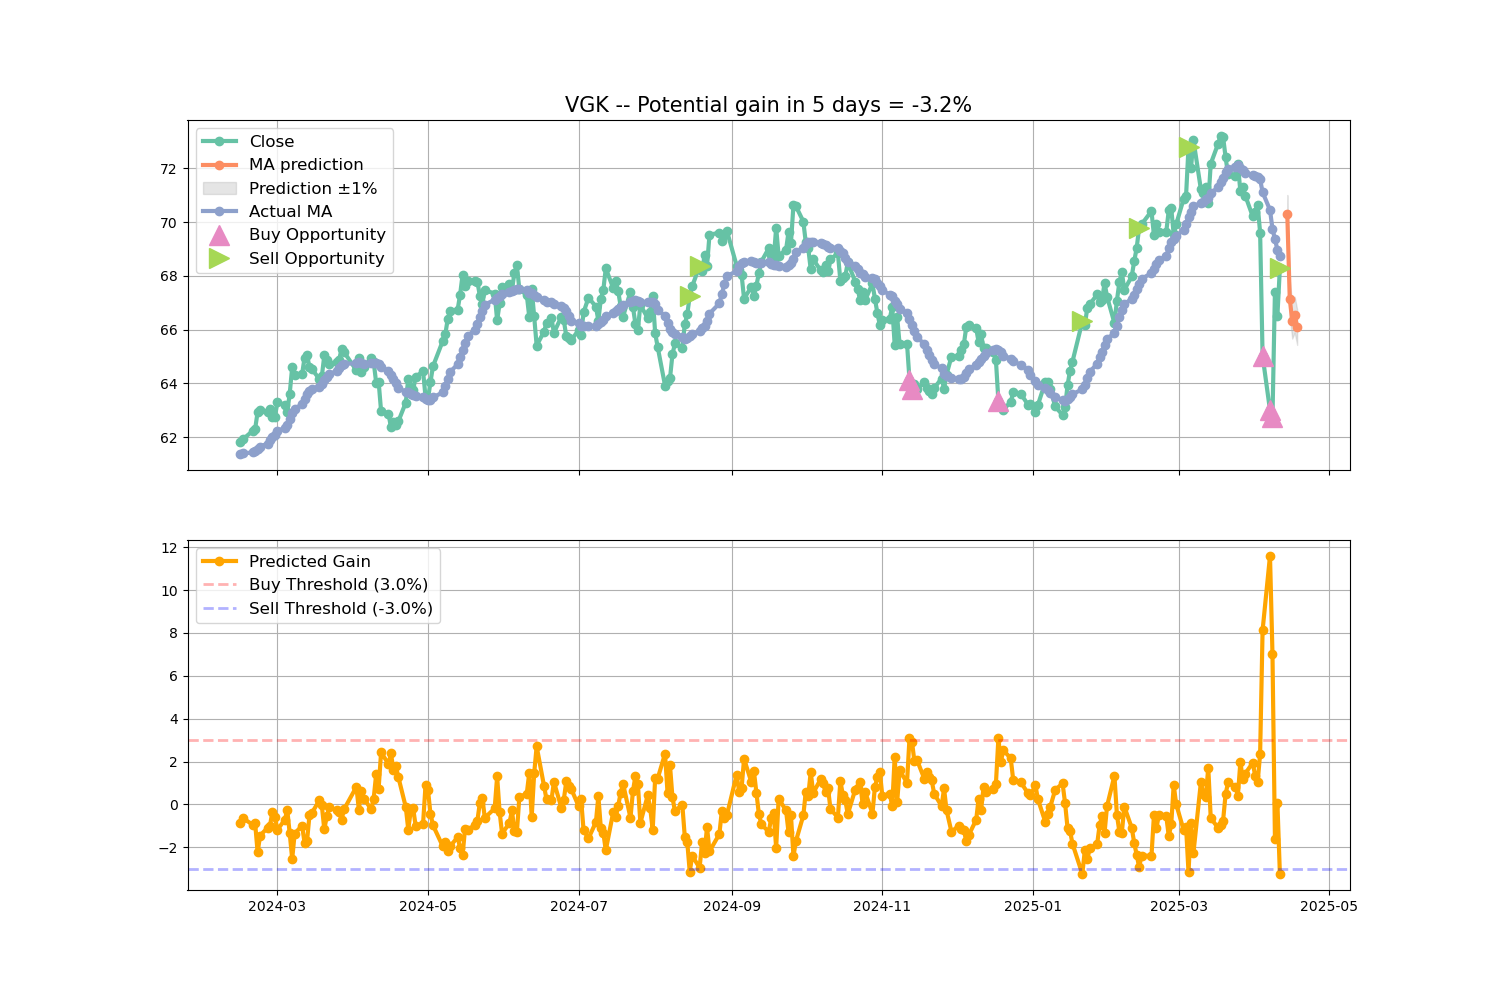 VGK -- Potential gain in 5 days = -3.2%
Close
MA prediction
Prediction ±1%
Actual MA
Buy Opportunity
Sell Opportunity
72
70
68
66
64
62
Predicted Gain
Buy Threshold (3.0%)
Sell Threshold (-3.0%)
12
10
8
6
4
2
0
−2
2024-03
2024-05
2024-07
2024-09
2024-11
2025-01
2025-03
2025-05